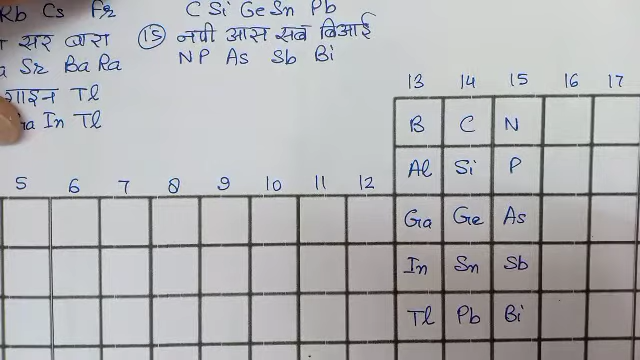 Rb Cs Fr
C Si Ge Sn Pb
सर बारा
(15) नपी आस सब बिआई
Sr Ba Ra
N P As Sb Bi
गाइन Tl
Ga In Tl
13 14 15 16 17
B C N
Al Si P
5 6 7 8 9 10 11 12
Ga Ge As
In Sn Sb
Tl Pb Bi